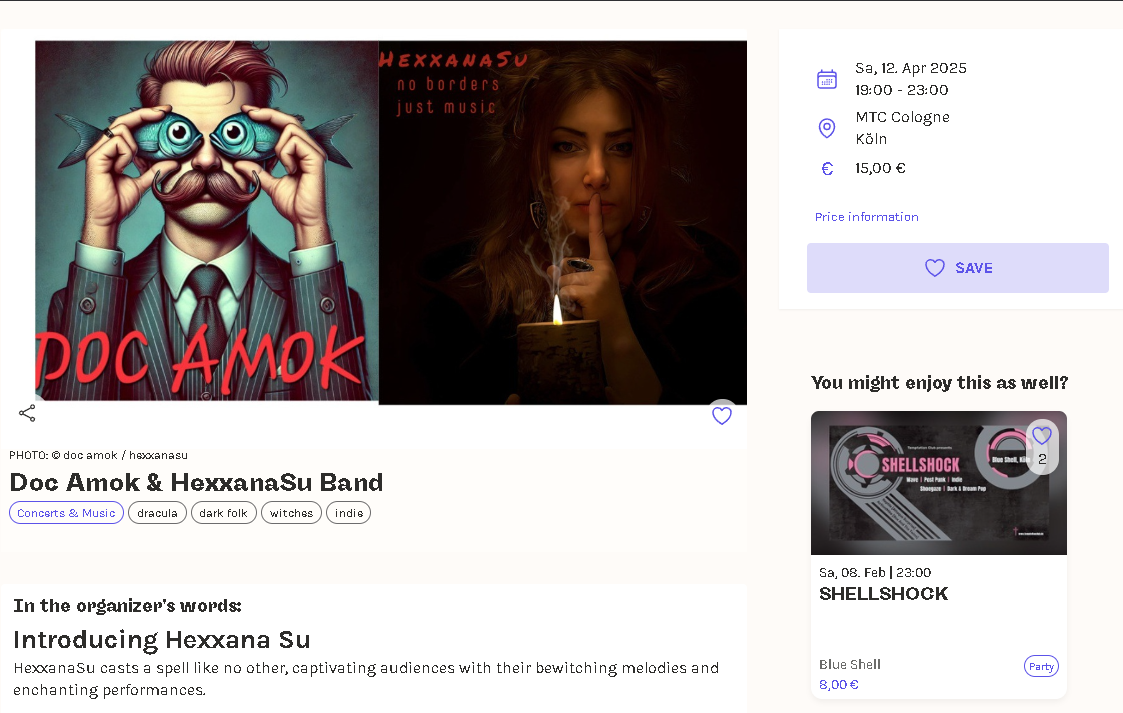 HEXXANASU
no borders
just music
DOC AMOK
PHOTO: © doc amok / hexxanasu
Doc Amok & HexxanaSu Band
Concerts & Music
dracula
dark folk
witches
indie
In the organizer's words:
Introducing Hexxana Su
HexxanaSu casts a spell like no other, captivating audiences with their bewitching melodies and
enchanting performances.
Sa, 12. Apr 2025
19:00 - 23:00
MTC Cologne
Köln
€ 15,00 €
Price information
SAVE
You might enjoy this as well?
Temptation Club presents
SHELLSHOCK
Wave | Post Punk | Indie
Shoegaze | Dark & Dream Pop
Blue Shell, Köln
2
Sa, 08. Feb | 23:00
SHELLSHOCK
Blue Shell
Party
8,00 €